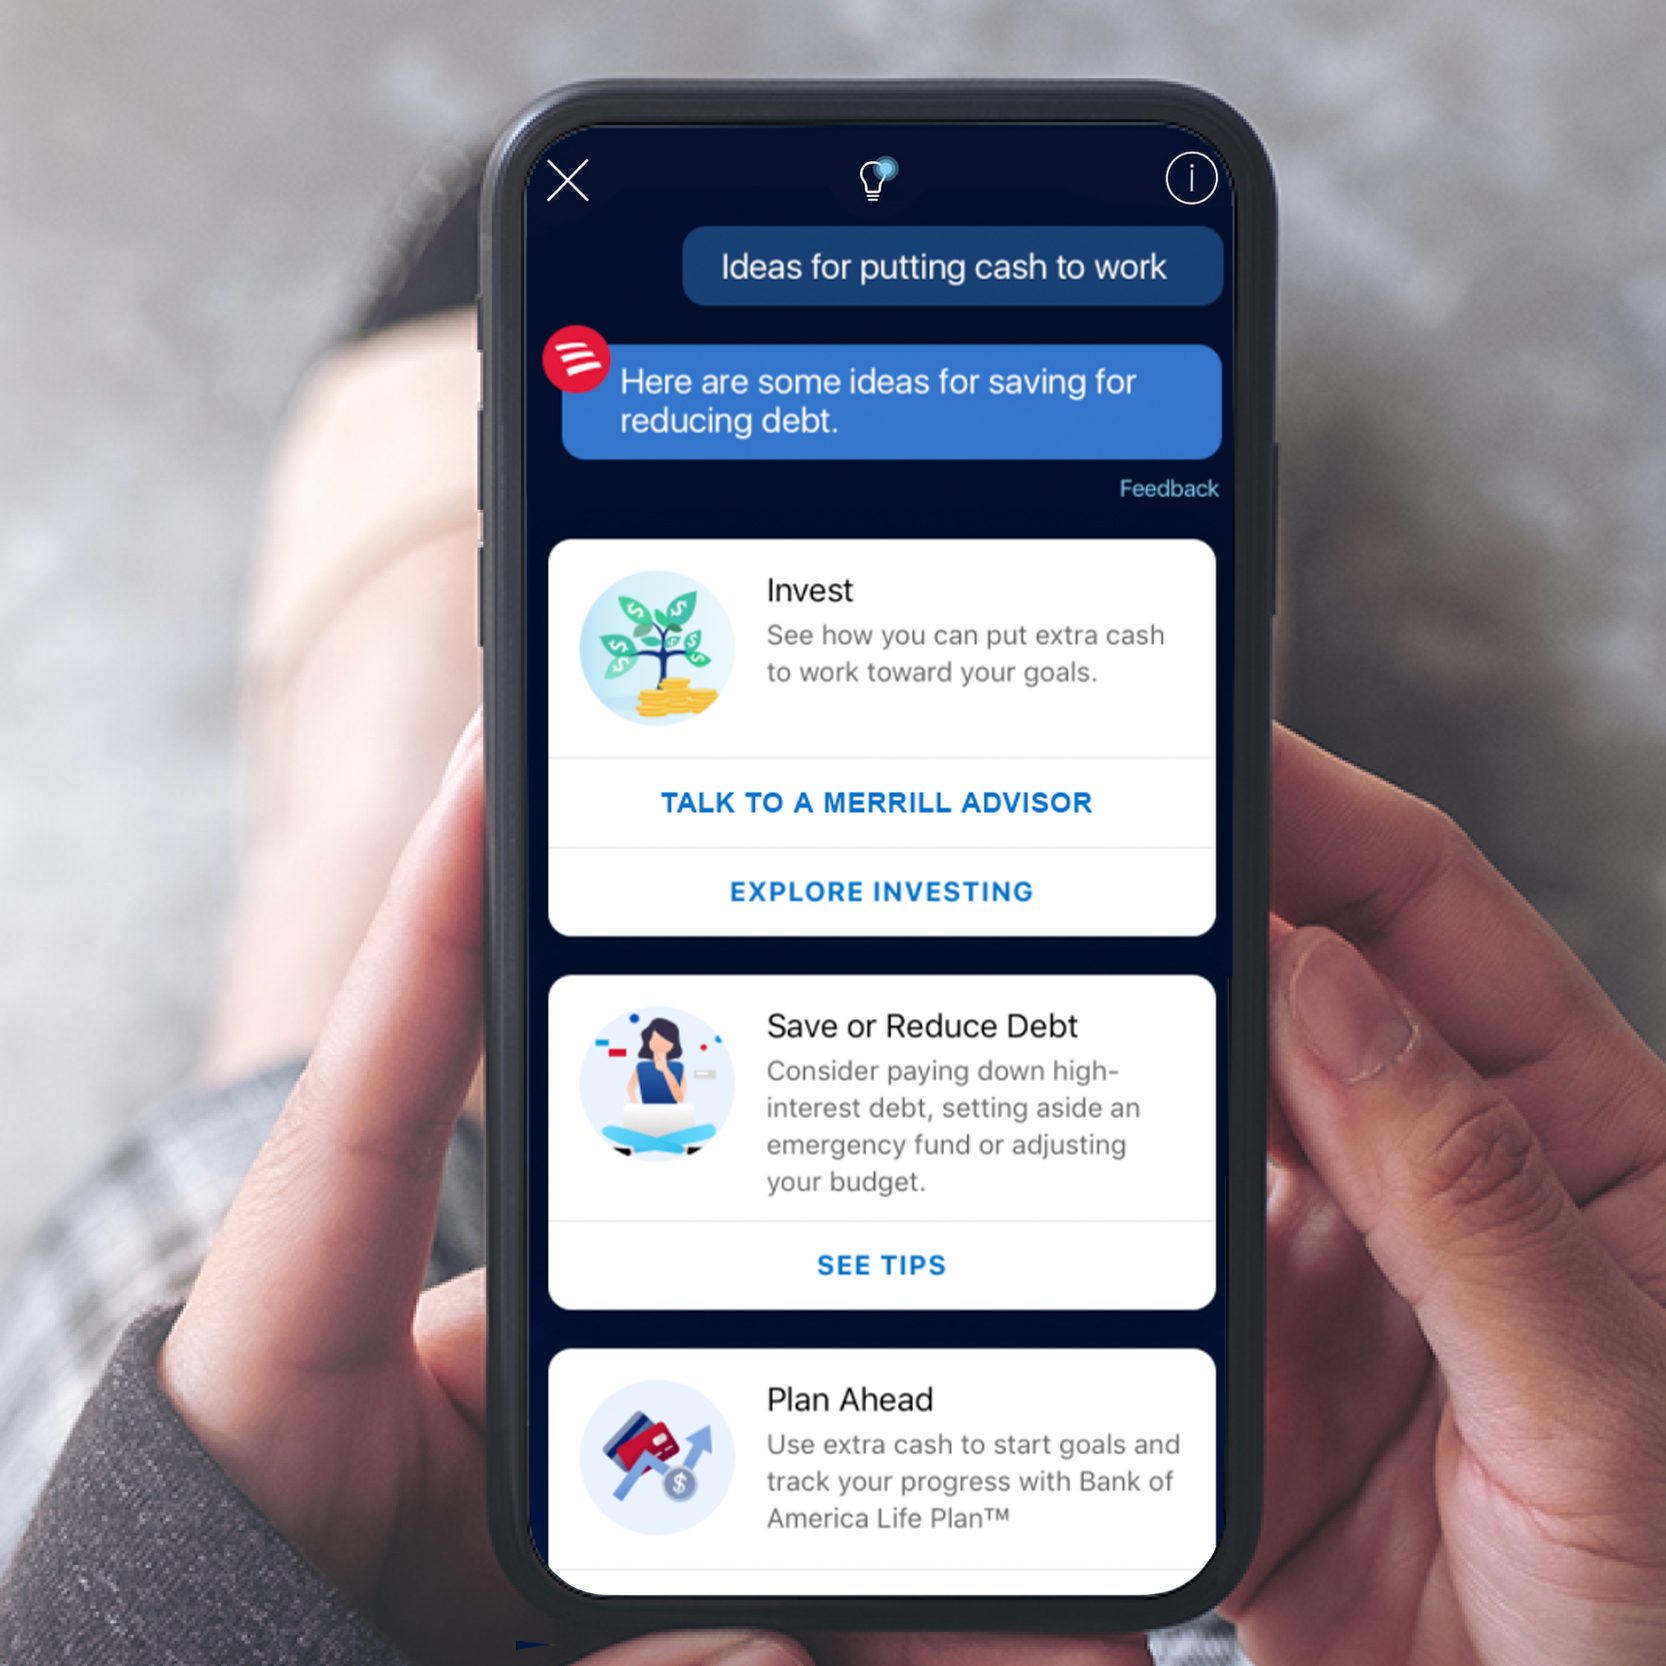 Ideas for putting cash to work
Here are some ideas for saving for
reducing debt.
Feedback
Invest
See how you can put extra cash
to work toward your goals.
TALK TO A MERRILL ADVISOR
EXPLORE INVESTING
Save or Reduce Debt
Consider paying down high-
interest debt, setting aside an
emergency fund or adjusting
your budget.
SEE TIPS
Plan Ahead
Use extra cash to start goals and
track your progress with Bank of
America Life Plan™